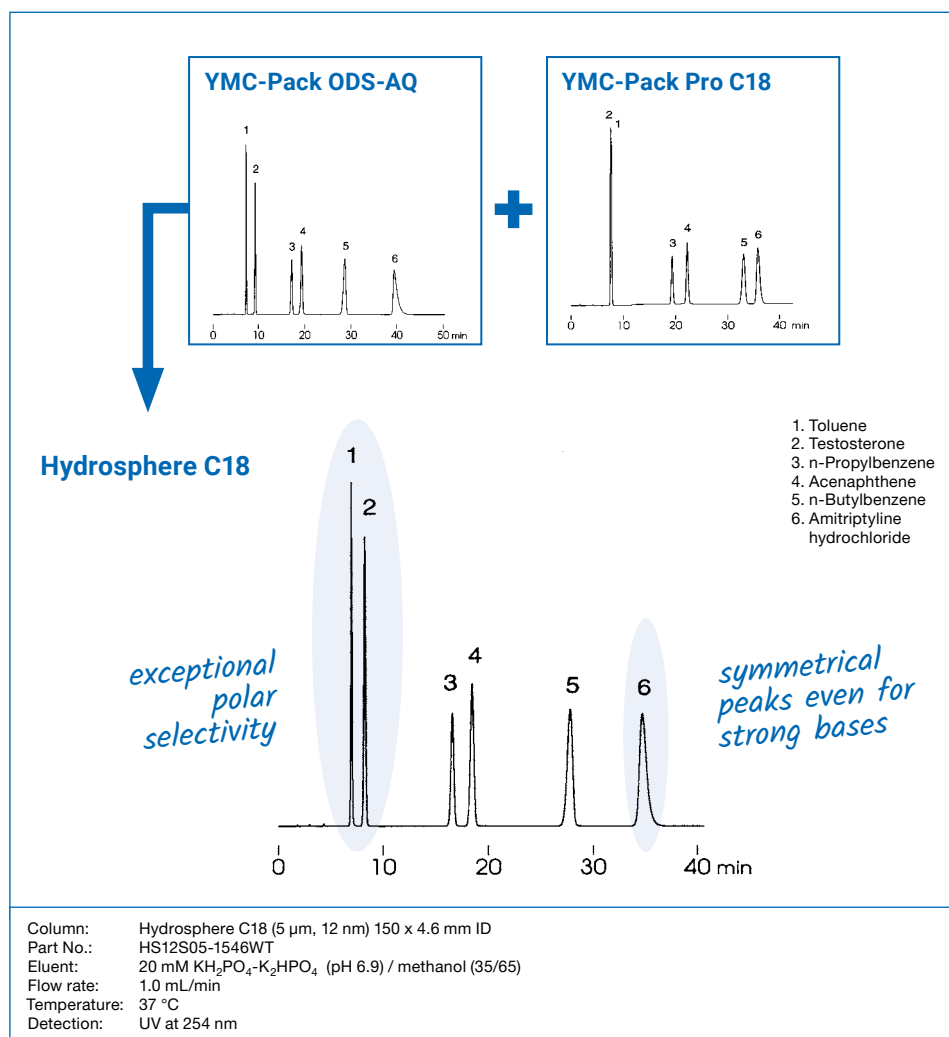 YMC-Pack ODS-AQ
1
2
3
4
5
6
0 10 20 30 40 50 min
YMC-Pack Pro C18
2
1
3
4
5
6
0 10 20 30 40 min
Hydrosphere C18
1. Toluene
2. Testosterone
3. n-Propylbenzene
4. Acenaphthene
5. n-Butylbenzene
6. Amitriptyline
hydrochloride
1
2
3
4
5
6
exceptional
polar
selectivity
symmetrical
peaks even for
strong bases
0 10 20 30 40 min
Column: Hydrosphere C18 (5 µm, 12 nm) 150 x 4.6 mm ID
Part No.: HS12S05-1546WT
Eluent: 20 mM KH₂PO₄-K₂HPO₄ (pH 6.9) / methanol (35/65)
Flow rate: 1.0 mL/min
Temperature: 37 °C
Detection: UV at 254 nm